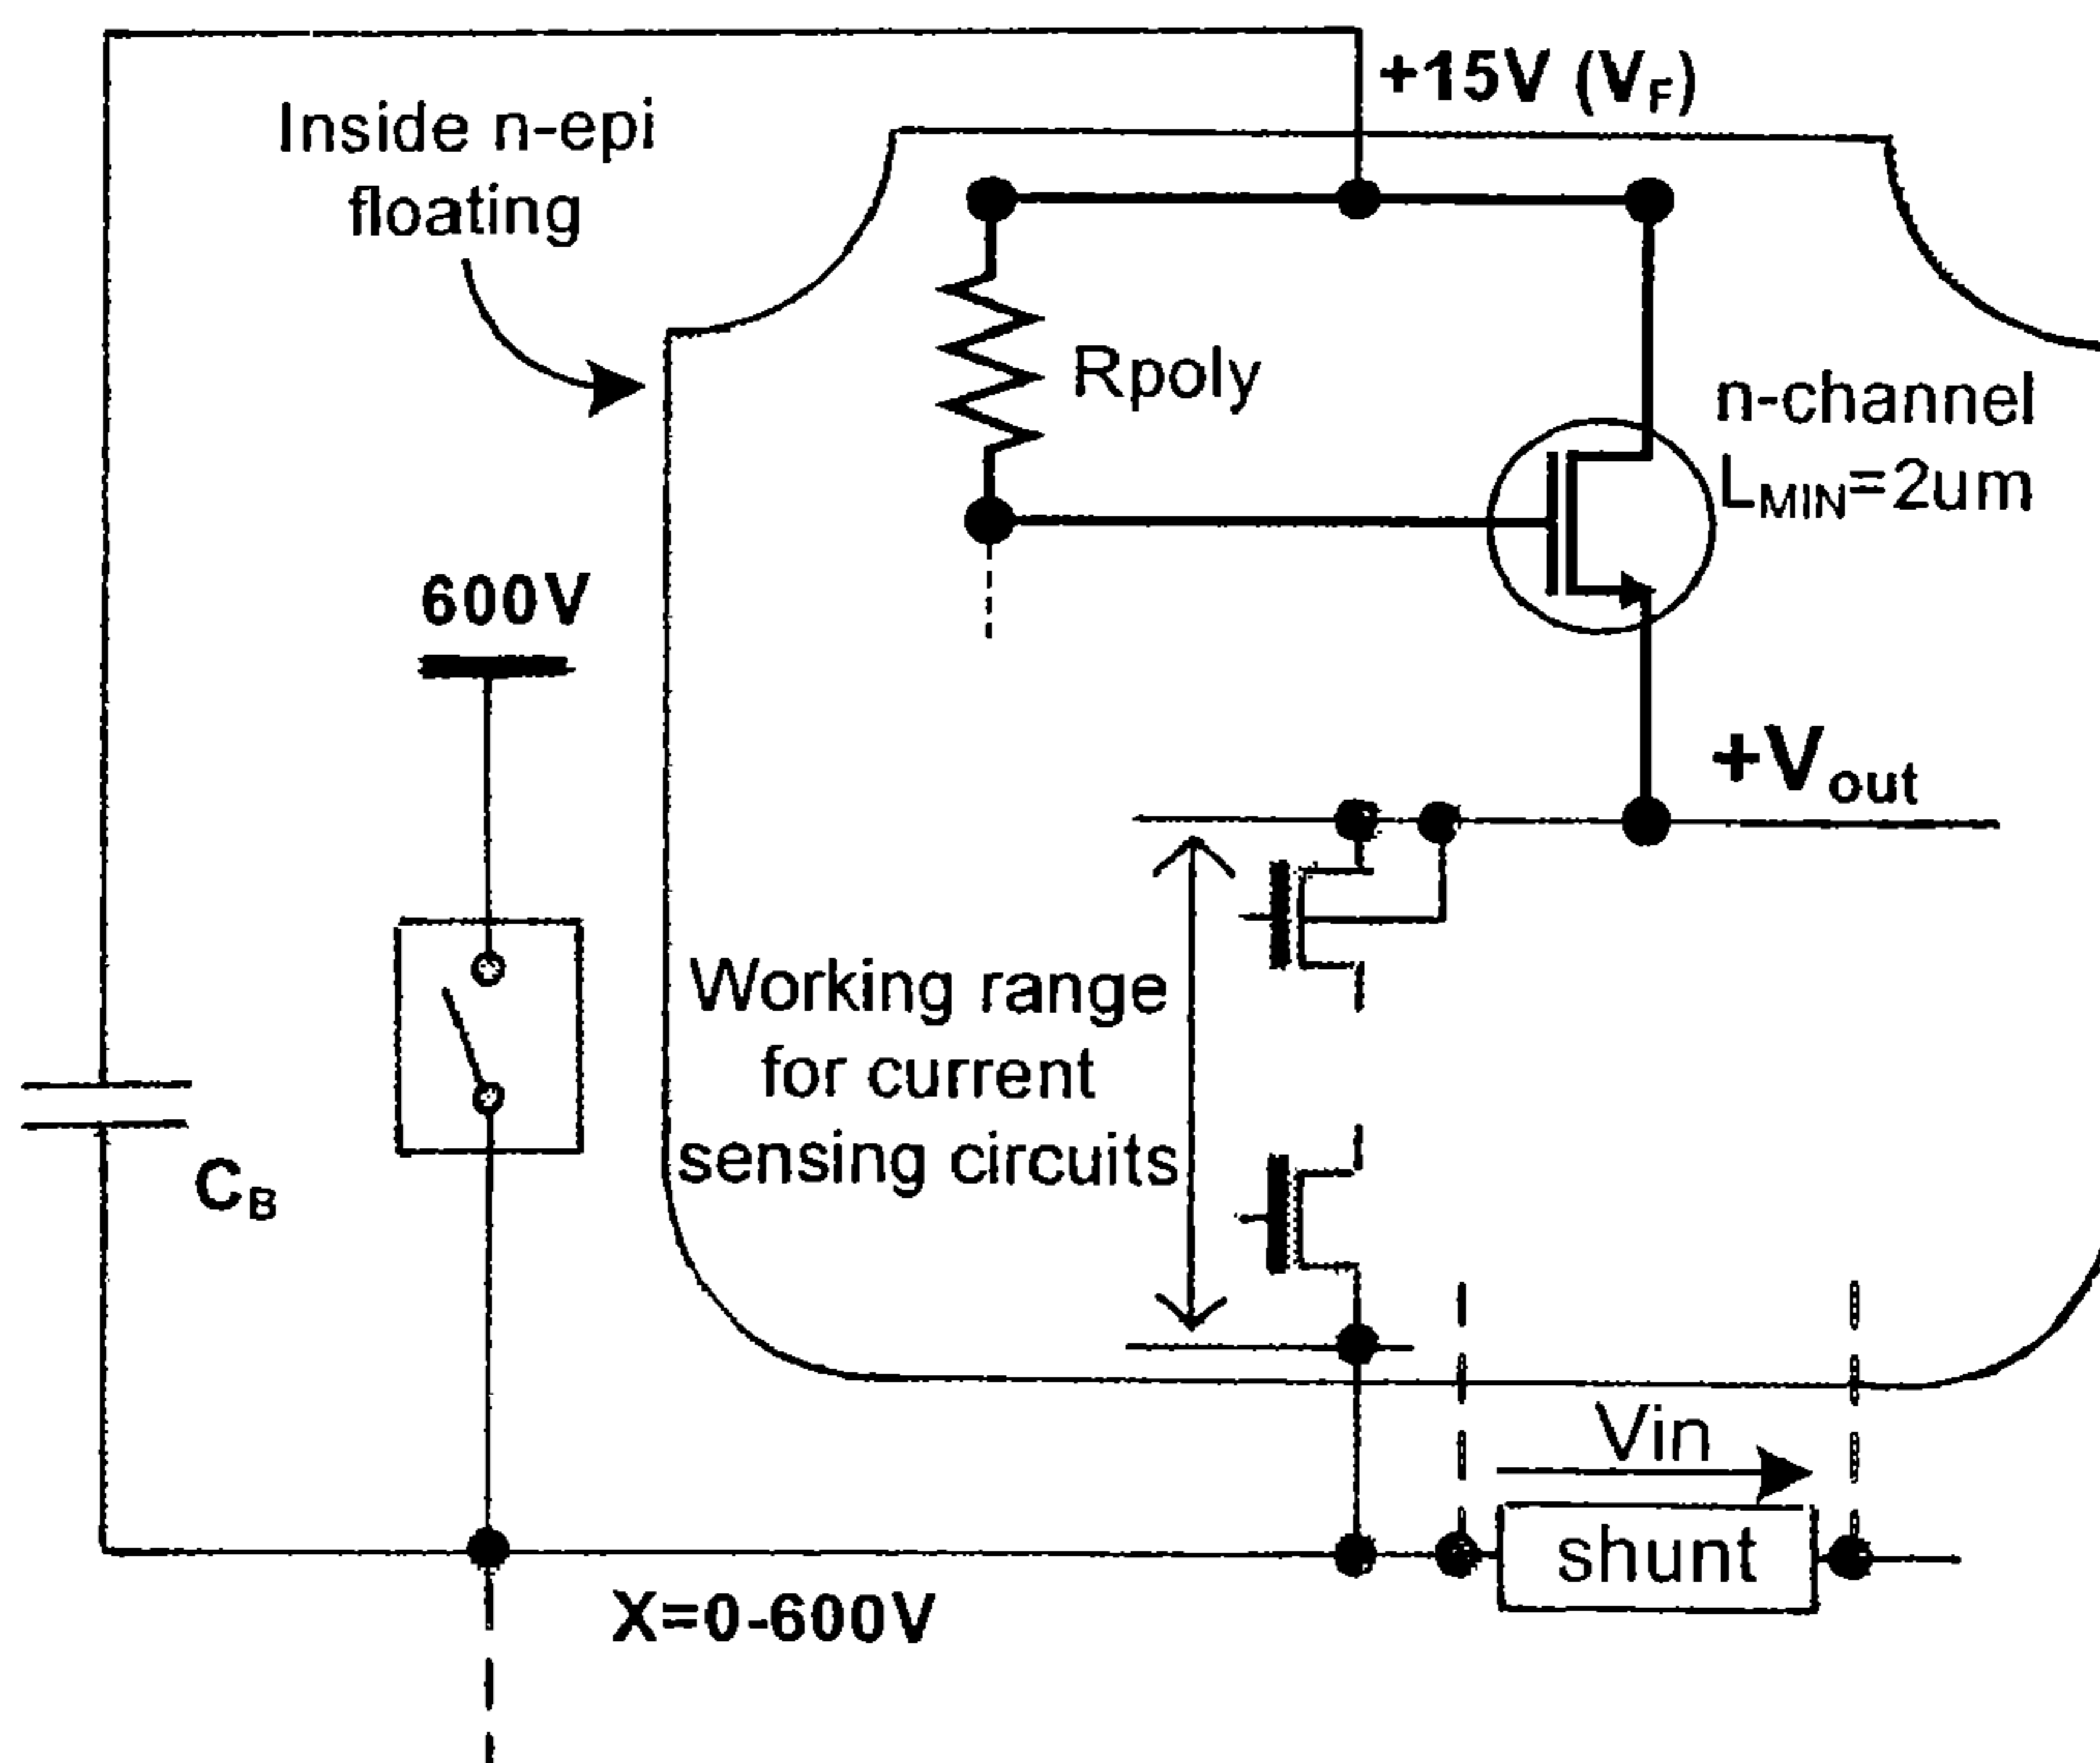 +15V (VF)
Inside n-epi
floating
Rpoly
n-channel
LMIN=2um
600V
+Vout
Working range
for current
sensing circuits
CB
Vin
shunt
X=0-600V